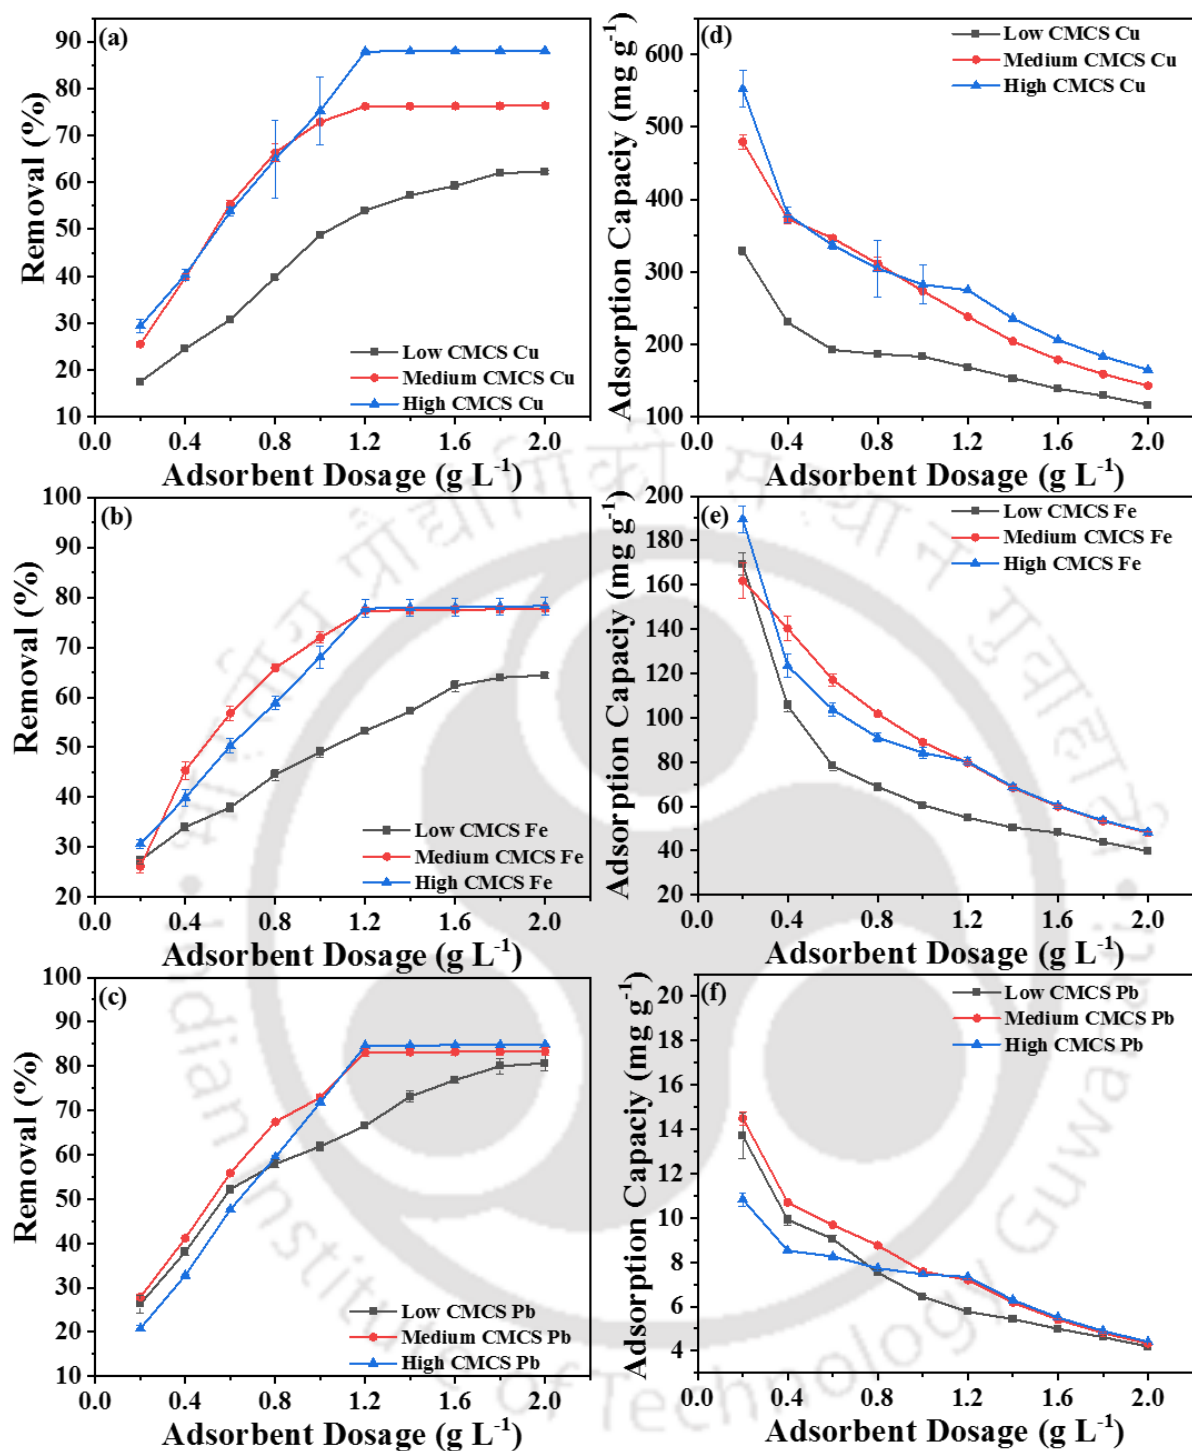 (a)
Removal (%)
90
80
70
60
50
40
30
20
10
Low CMCS Cu
Medium CMCS Cu
High CMCS Cu
0.0 0.4 0.8 1.2 1.6 2.0
Adsorbent Dosage (g L-1)
(d)
Adsorption Capaciy (mg g-1)
600
500
400
300
200
100
Low CMCS Cu
Medium CMCS Cu
High CMCS Cu
0.0 0.4 0.8 1.2 1.6 2.0
Adsorbent Dosage (g L-1)
(b)
Removal (%)
100
90
80
70
60
50
40
30
20
Low CMCS Fe
Medium CMCS Fe
High CMCS Fe
0.0 0.4 0.8 1.2 1.6 2.0
Adsorbent Dosage (g L-1)
(e)
Adsorption Capaciy (mg g-1)
200
180
160
140
120
100
80
60
40
20
Low CMCS Fe
Medium CMCS Fe
High CMCS Fe
0.0 0.4 0.8 1.2 1.6 2.0
Adsorbent Dosage (g L-1)
(c)
Removal (%)
100
90
80
70
60
50
40
30
20
10
Low CMCS Pb
Medium CMCS Pb
High CMCS Pb
0.0 0.4 0.8 1.2 1.6 2.0
Adsorbent Dosage (g L-1)
(f)
Adsorption Capaciy (mg g-1)
20
18
16
14
12
10
8
6
4
Low CMCS Pb
Medium CMCS Pb
High CMCS Pb
0.0 0.4 0.8 1.2 1.6 2.0
Adsorbent Dosage (g L-1)
Indian Institute of Technology Guwahati